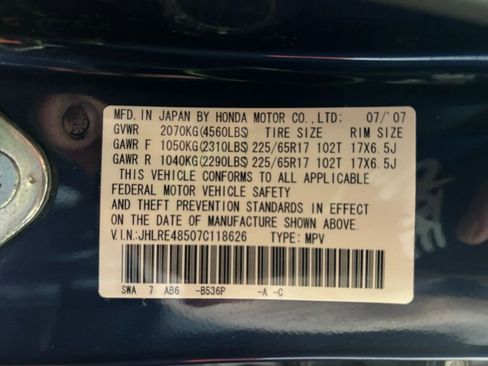 MFD. IN JAPAN BY HONDA MOTOR CO.,LTD: 07/'07
GVWR 2070KG(4560LBS) TIRE SIZE RIM SIZE
GAWR F 1050KG(2310LBS) 225/65R17 102T 17X6.5J
GAWR R 1040KG(2290LBS) 225/65R17 102T 17X6.5J
THIS VEHICLE CONFORMS TO ALL APPLICABLE
FEDERAL MOTOR VEHICLE SAFETY
AND THEFT PREVENTION STANDARDS IN EFFECT
ON THE DATE OF MANUFACTURE SHOWN ABOVE.
V.I.N:JHLRE48507C118626 TYPE: MPV
SWA 7 AB6 -B536P -A -C